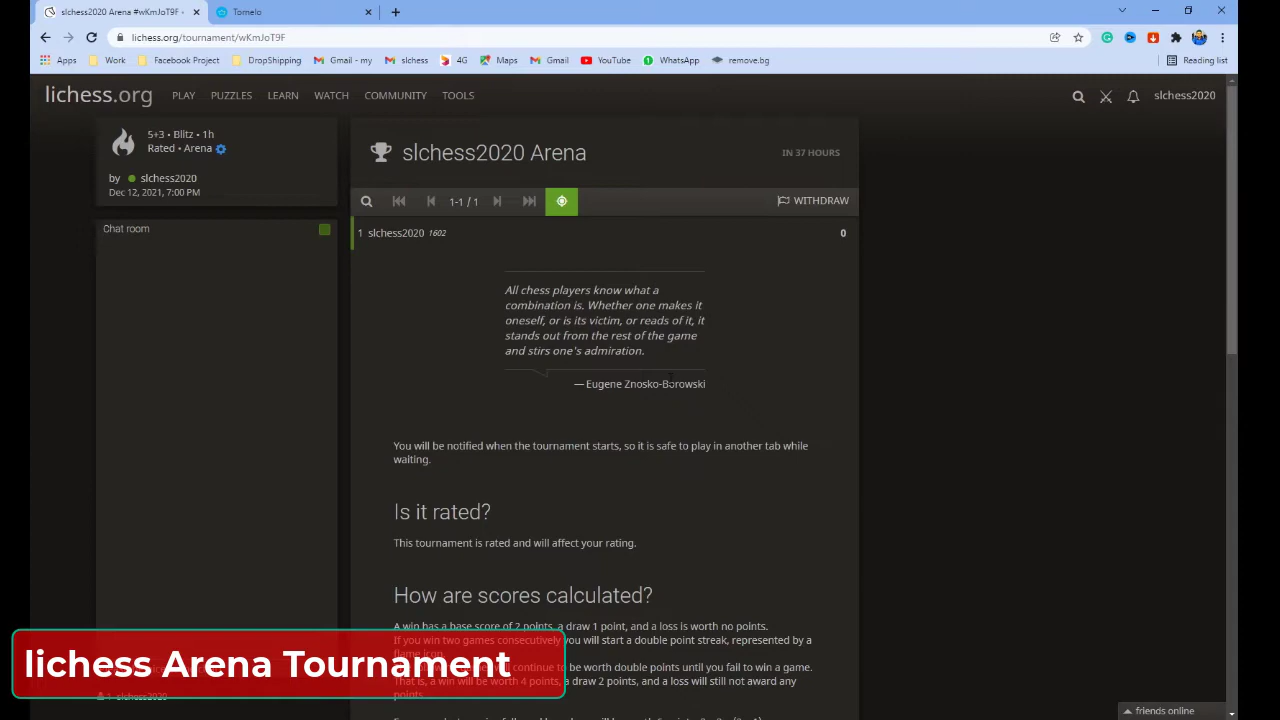 slchess2020 Arena #wKmJoT9F •
Tornelo
lichess.org/tournament/wKmJoT9F
Apps Work Facebook Project DropShipping Gmail - my slchess 4G Maps Gmail YouTube WhatsApp remove.bg Reading list
lichess.org PLAY PUZZLES LEARN WATCH COMMUNITY TOOLS slchess2020
5+3 • Blitz • 1h
Rated • Arena
by slchess2020
Dec 12, 2021, 7:00 PM
Chat room
slchess2020 Arena
IN 37 HOURS
1-1 / 1
WITHDRAW
1 slchess2020 1602 0
All chess players know what a
combination is. Whether one makes it
oneself, or is its victim, or reads of it, it
stands out from the rest of the game
and stirs one's admiration.
— Eugene Znosko-Borowski
You will be notified when the tournament starts, so it is safe to play in another tab while
waiting.
Is it rated?
This tournament is rated and will affect your rating.
How are scores calculated?
A win has a base score of 2 points, a draw 1 point, and a loss is worth no points.
If you win two games consecutively you will start a double point streak, represented by a
flame icon.
continue to be worth double points until you fail to win a game.
That is, a win will be worth 4 points, a draw 2 points, and a loss will still not award any
points.
lichess Arena Tournament
1 slchess2020
friends online